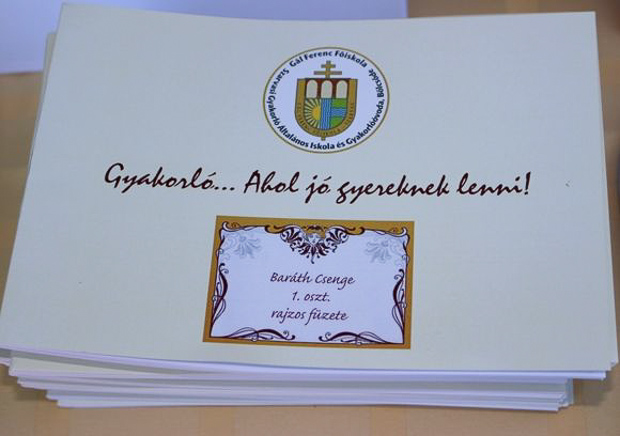 Gál Ferenc Főiskola
Szarvasi Gyakorló Általános Iskola és Gyakorlóóvoda, Bölcsőde
Gyakorló... Ahol jó gyereknek lenni!
Baráth Csenge
1. oszt.
rajzos füzete